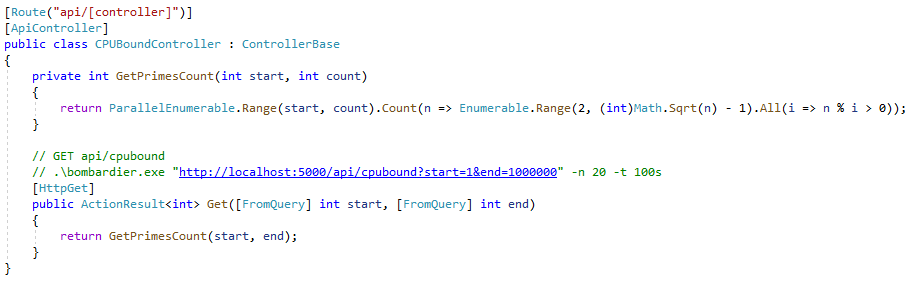 [Route("api/[controller]")]
[ApiController]
public class CPUBoundController : ControllerBase
{
    private int GetPrimesCount(int start, int count)
    {
        return ParallelEnumerable.Range(start, count).Count(n => Enumerable.Range(2, (int)Math.Sqrt(n) - 1).All(i => n % i > 0));
    }

    // GET api/cpubound
    // .\bombardier.exe "http://localhost:5000/api/cpubound?start=1&end=1000000" -n 20 -t 100s
    [HttpGet]
    public ActionResult<int> Get([FromQuery] int start, [FromQuery] int end)
    {
        return GetPrimesCount(start, end);
    }
}